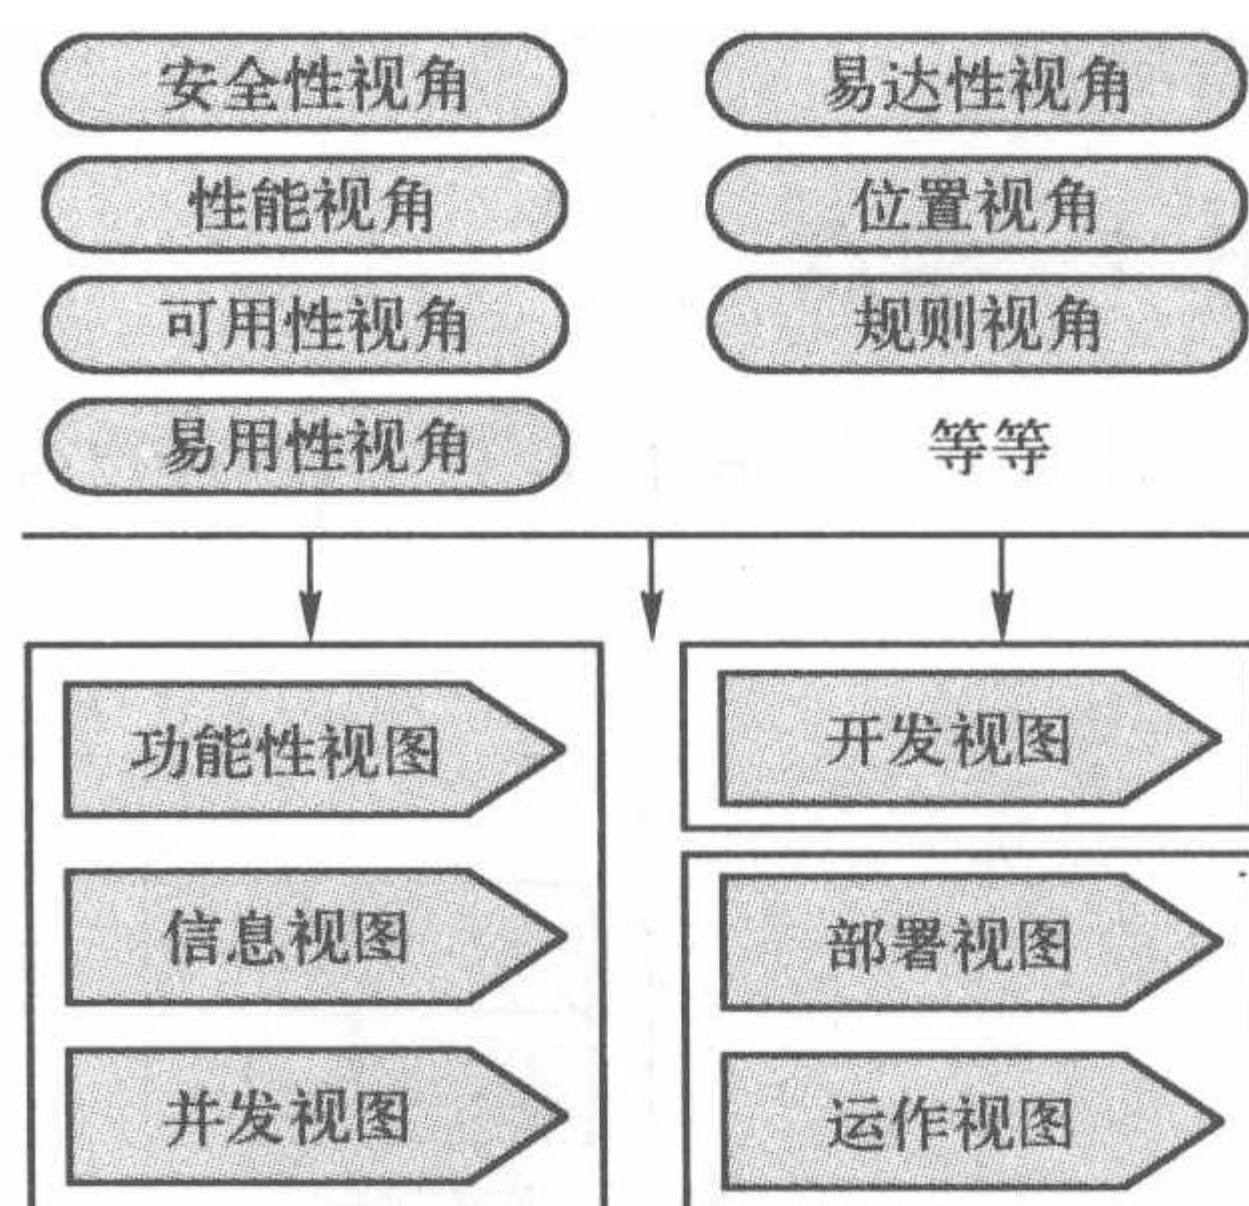 安全性视角
易达性视角
性能视角
位置视角
可用性视角
规则视角
易用性视角
等等
功能性视图
开发视图
信息视图
部署视图
并发视图
运作视图